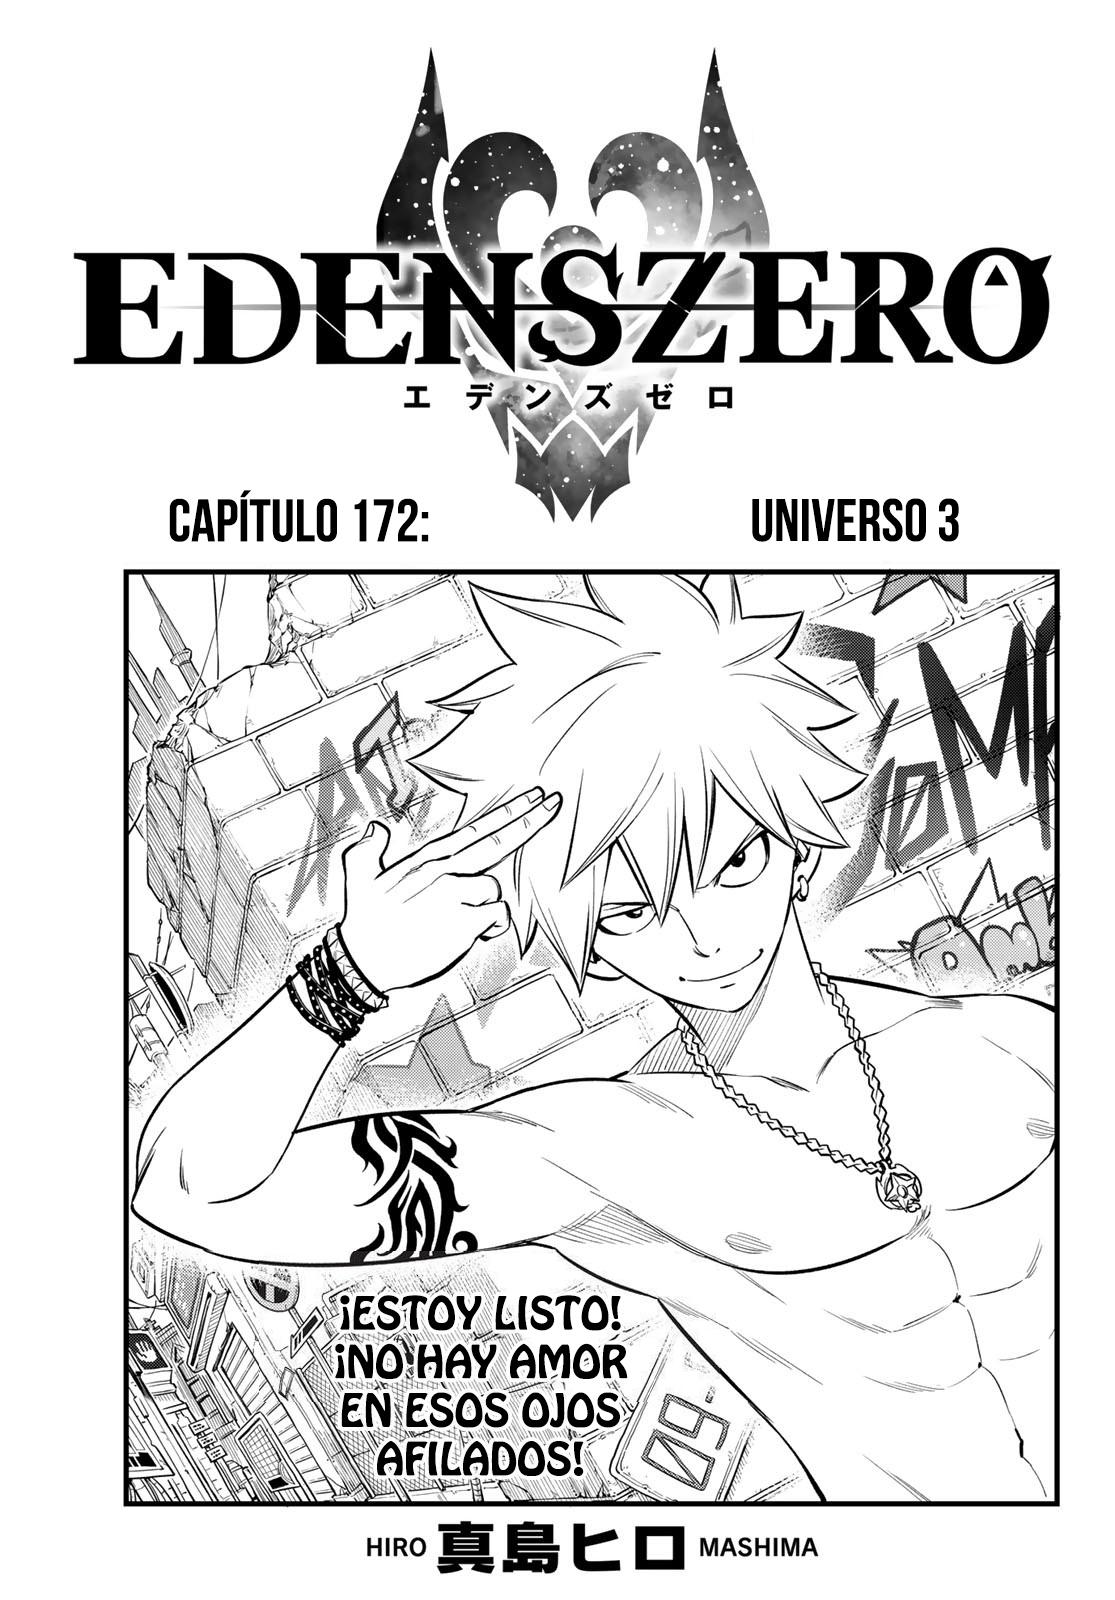 EDENSZERO
エデンズゼロ
CAPÍTULO 172: UNIVERSO 3
¡ESTOY LISTO!
¡NO HAY AMOR
EN ESOS OJOS
AFILADOS!
09
HIRO 真島ヒロ MASHIMA